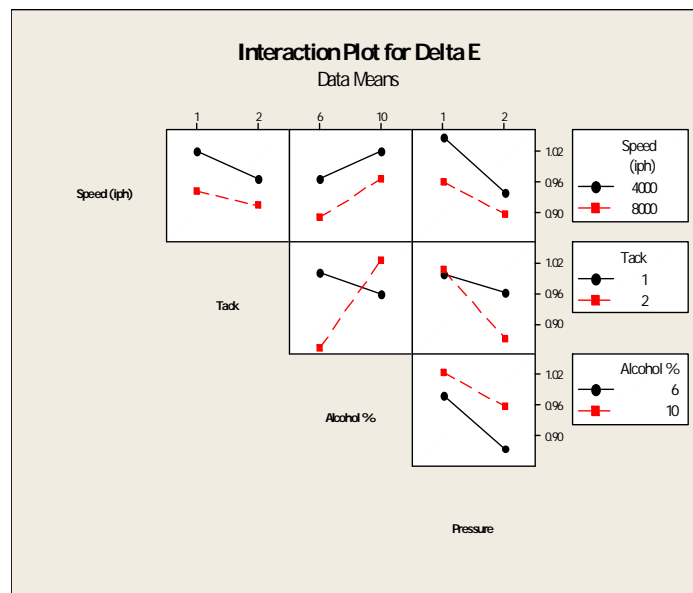 Interaction Plot for Delta E
Data Means
1 2 6 10 1 2
Speed (iph)
1.02
0.96
0.90
Speed
(iph)
4000
8000
Tack
1.02
0.96
0.90
Tack
1
2
Alcohol %
1.02
0.96
0.90
Alcohol %
6
10
Pressure